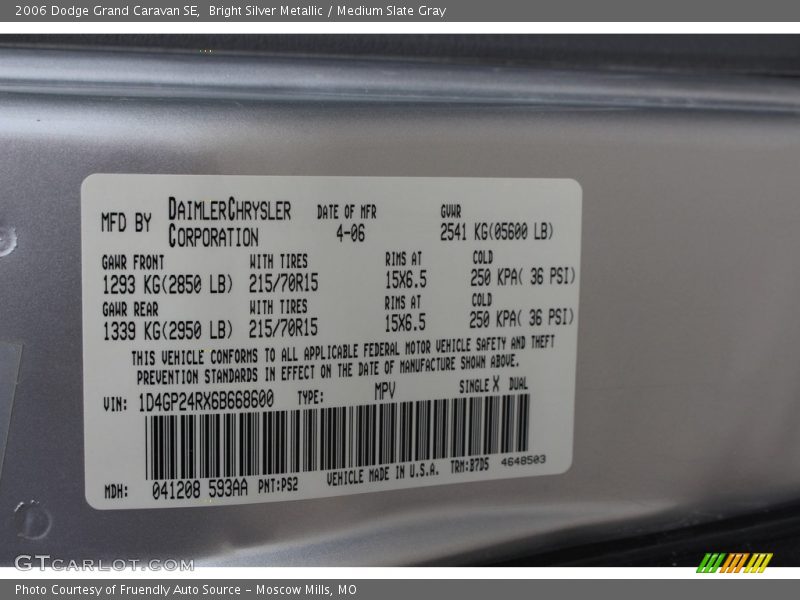 2006 Dodge Grand Caravan SE, Bright Silver Metallic / Medium Slate Gray
MFD BY DAIMLERCHRYSLER CORPORATION DATE OF MFR 4-06 GVWR 2541 KG(05600 LB)
GAWR FRONT WITH TIRES RIMS AT COLD
1293 KG(2850 LB) 215/70R15 15X6.5 250 KPA( 36 PSI)
GAWR REAR WITH TIRES RIMS AT COLD
1339 KG(2950 LB) 215/70R15 15X6.5 250 KPA( 36 PSI)
THIS VEHICLE CONFORMS TO ALL APPLICABLE FEDERAL MOTOR VEHICLE SAFETY AND THEFT
PREVENTION STANDARDS IN EFFECT ON THE DATE OF MANUFACTURE SHOWN ABOVE.
VIN: 1D4GP24RX6B668600 TYPE: MPV SINGLE X DUAL
MDH: 041208 593AA PNT:PS2 VEHICLE MADE IN U.S.A. TRM:B7D5 4648503
GTCARLOT.COM
Photo Courtesy of Fruendly Auto Source - Moscow Mills, MO